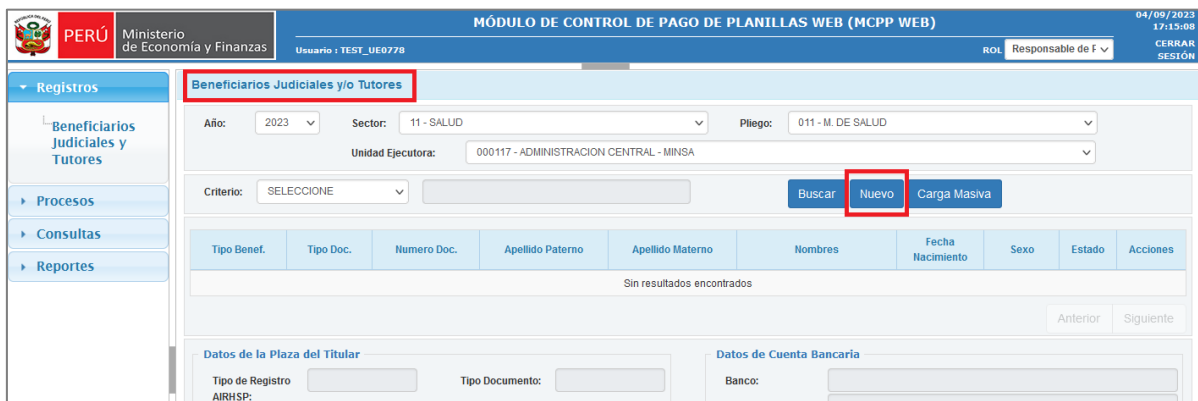 REPUBLICA DEL PERU
PERÚ
Ministerio
de Economía y Finanzas
MÓDULO DE CONTROL DE PAGO DE PLANILLAS WEB (MCPP WEB)
04/09/2023
17:15:08
Usuario : TEST_UE0778
ROL Responsable de F
CERRAR
SESIÓN
Registros
Beneficiarios
Judiciales y
Tutores
Procesos
Consultas
Reportes
Beneficiarios Judiciales y/o Tutores
Año: 2023 Sector: 11 - SALUD Pliego: 011 - M. DE SALUD
Unidad Ejecutora: 000117 - ADMINISTRACION CENTRAL - MINSA
Criterio: SELECCIONE Buscar Nuevo Carga Masiva
Tipo Benef. Tipo Doc. Numero Doc. Apellido Paterno Apellido Materno Nombres Fecha Nacimiento Sexo Estado Acciones
Sin resultados encontrados
Anterior Siguiente
Datos de la Plaza del Titular Datos de Cuenta Bancaria
Tipo de Registro Tipo Documento: Banco:
AIRHSP: